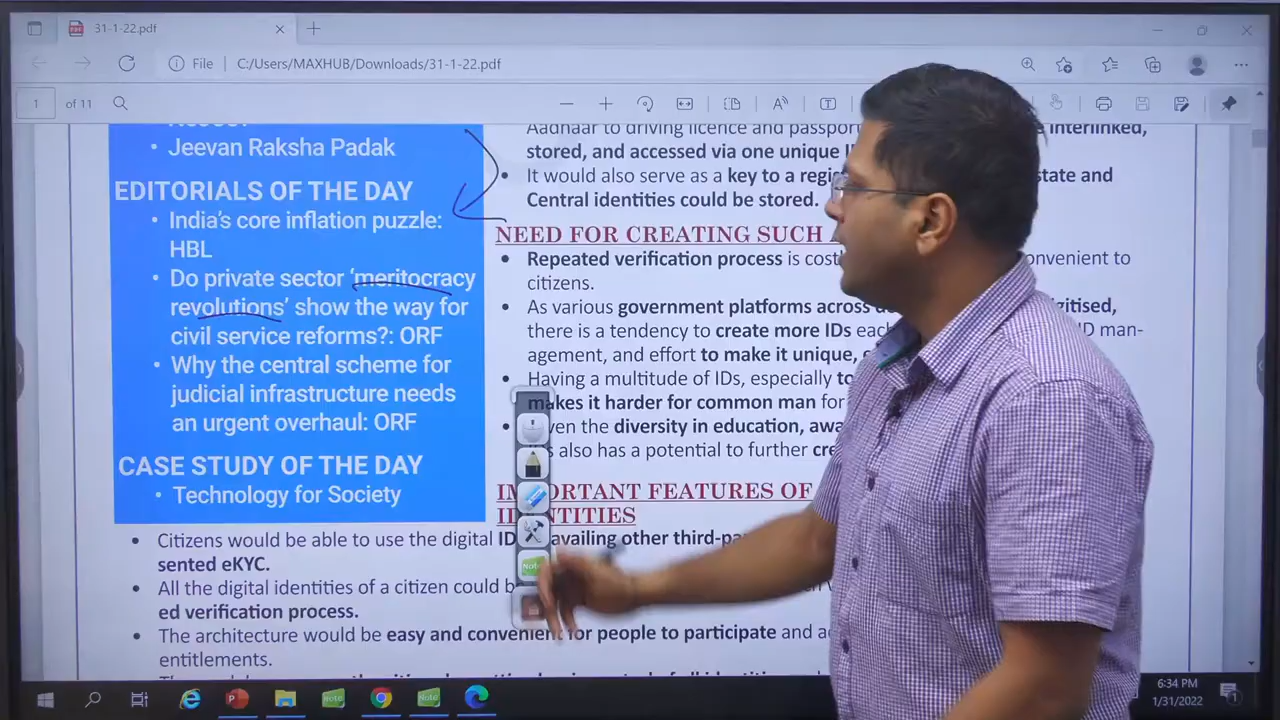 31-1-22.pdf
File C:/Users/MAXHUB/Downloads/31-1-22.pdf
1 of 11
Jeevan Raksha Padak
EDITORIALS OF THE DAY
India's core inflation puzzle:
HBL
Do private sector 'meritocracy
revolutions' show the way for
civil service reforms?: ORF
Why the central scheme for
judicial infrastructure needs
an urgent overhaul: ORF
CASE STUDY OF THE DAY
Technology for Society
Aadhaar to driving licence and passpor interlinked,
stored, and accessed via one unique
It would also serve as a key to a regi state and
Central identities could be stored.
NEED FOR CREATING SUCH
Repeated verification process is cost onvenient to
citizens.
As various government platforms across gitised,
there is a tendency to create more IDs eac man-
agement, and effort to make it unique,
Having a multitude of IDs, especially to
makes it harder for common man for
the diversity in education, awa
also has a potential to further cre
IMPORTANT FEATURES OF
IDENTITIES
Citizens would be able to use the digital ID availing other third-pa
sented eKYC.
All the digital identities of a citizen could b
ed verification process.
The architecture would be easy and convenient for people to participate and
entitlements.
Note
Note
Note
6:34 PM
1/31/2022